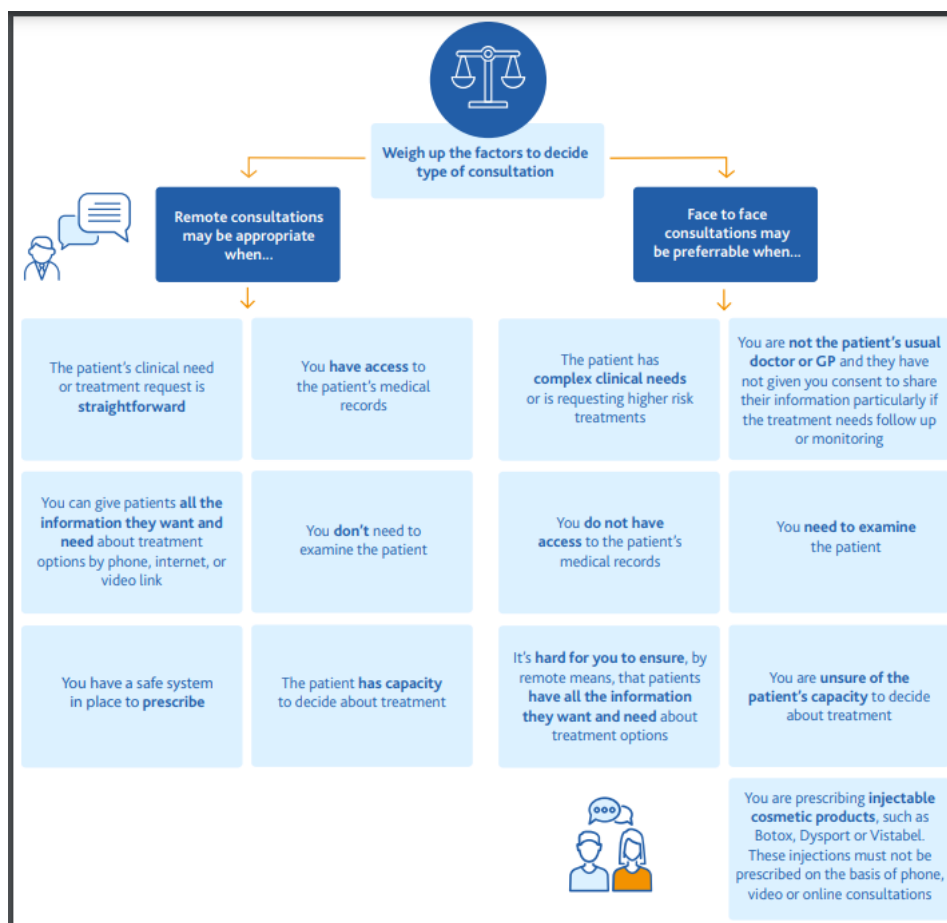 Weigh up the factors to decide
type of consultation
Remote consultations
may be appropriate
when...
Face to face
consultations may
be preferrable when...
The patient's clinical need
or treatment request is
straightforward
You have access to
the patient's medical
records
The patient has
complex clinical needs
or is requesting higher risk
treatments
You are not the patient's usual
doctor or GP and they have
not given you consent to share
their information particularly if
the treatment needs follow up
or monitoring
You can give patients all the
information they want and
need about treatment
options by phone, internet, or
video link
You don't need to
examine the patient
You do not have
access to the patient's
medical records
You need to examine
the patient
You have a safe system
in place to prescribe
The patient has capacity
to decide about treatment
It's hard for you to ensure, by
remote means, that patients
have all the information
they want and need about
treatment options
You are unsure of the
patient's capacity to decide
about treatment
You are prescribing injectable
cosmetic products, such as
Botox, Dysport or Vistabel.
These injections must not be
prescribed on the basis of phone,
video or online consultations